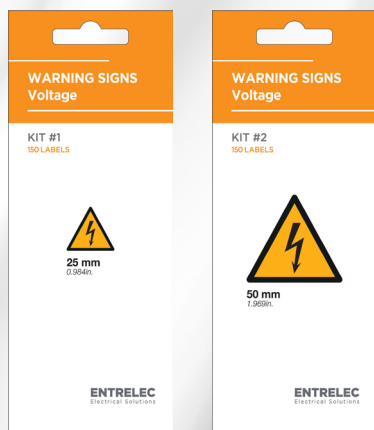 WARNING SIGNS
Voltage
KIT #1
150 LABELS
25 mm
0.984in.
ENTRELEC
Electrical Solutions
WARNING SIGNS
Voltage
KIT #2
150 LABELS
50 mm
1.969in.
ENTRELEC
Electrical Solutions